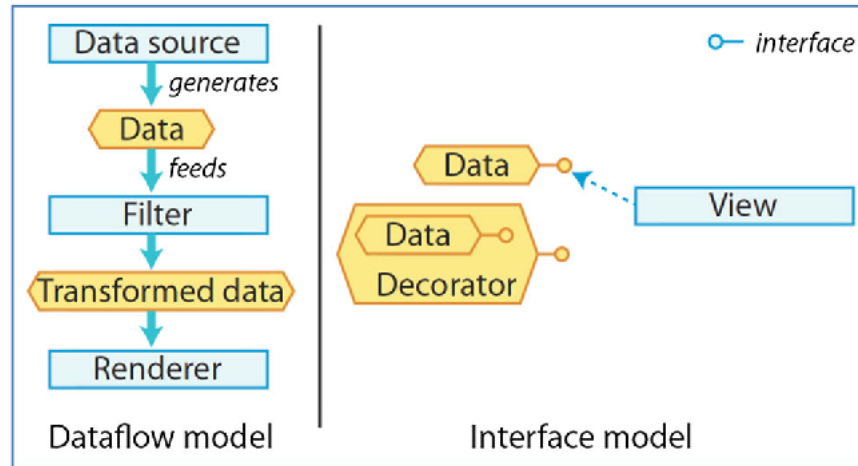 Data source
generates
Data
feeds
Filter
Transformed data
Renderer
Dataflow model
interface
Data
View
Data
Decorator
Interface model